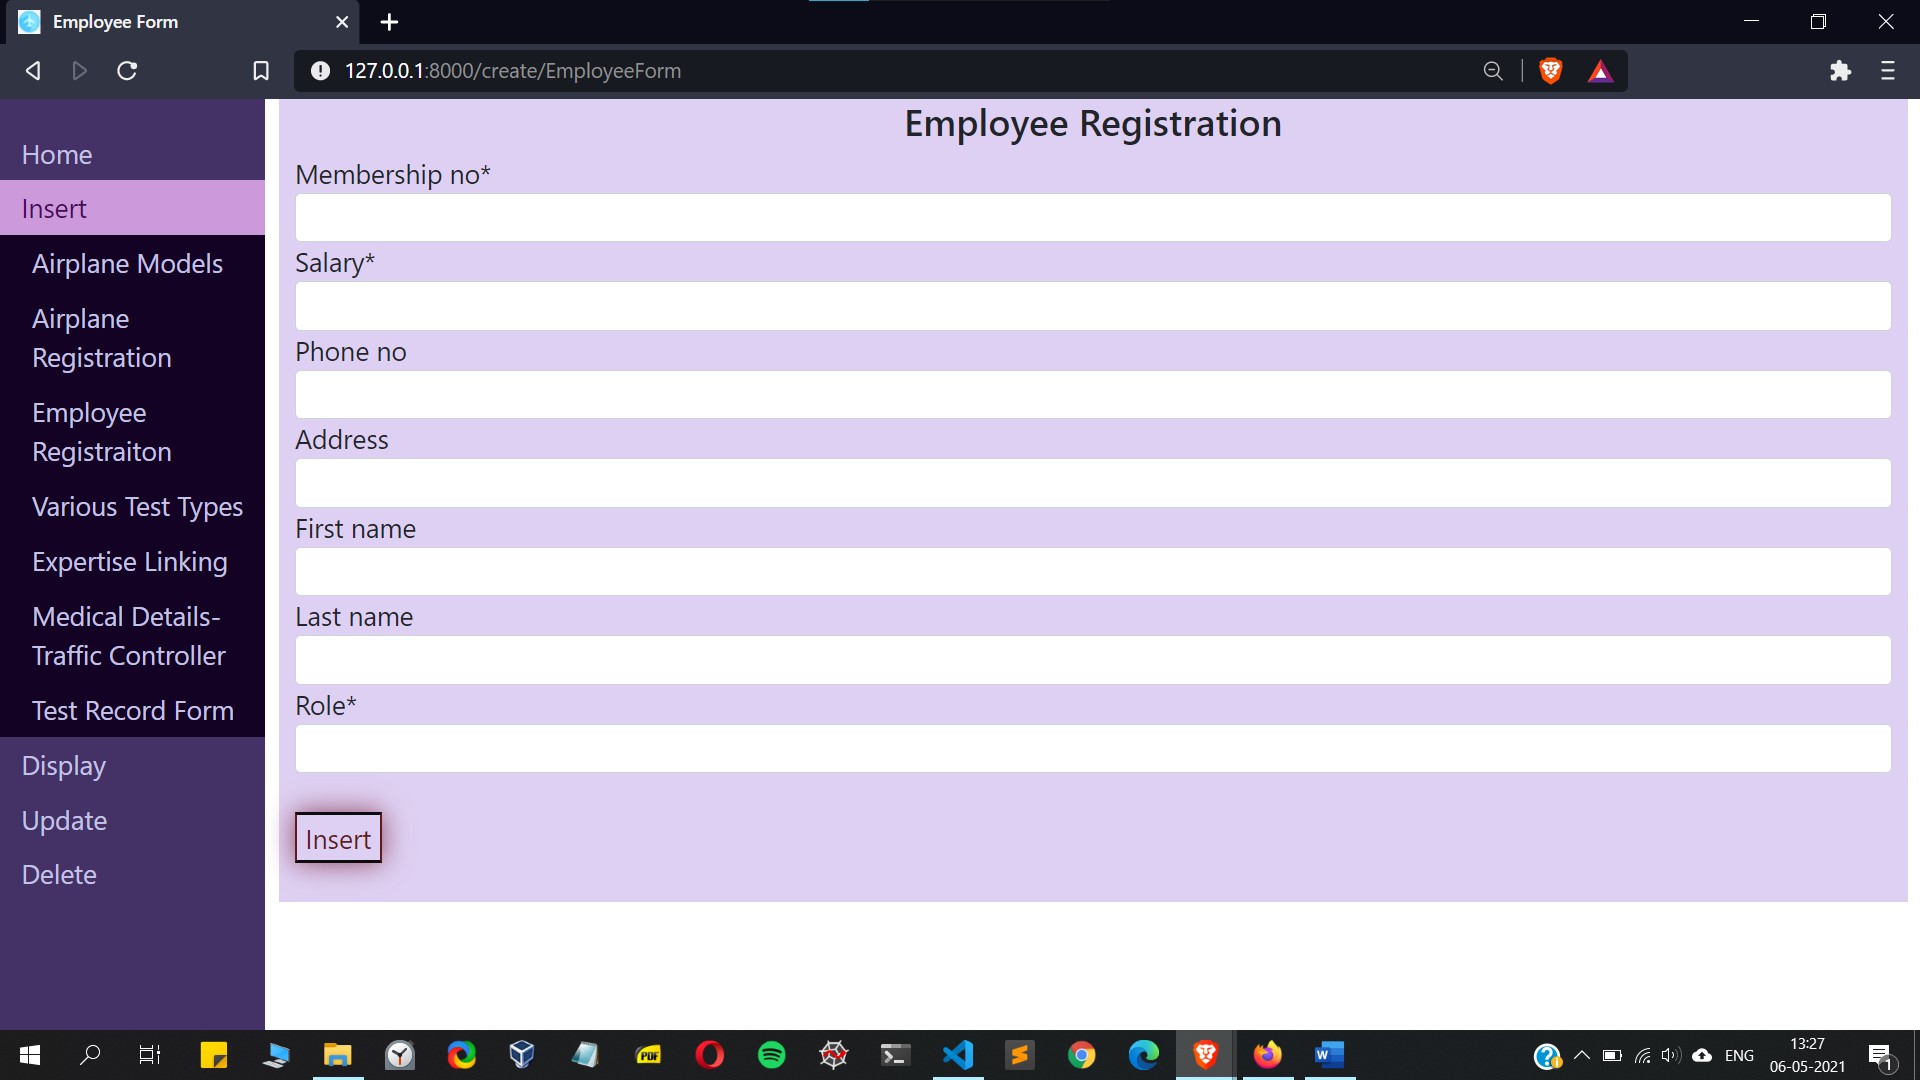 Employee Form
127.0.0.1:8000/create/EmployeeForm
Home
Insert
Airplane Models
Airplane
Registration
Employee
Registraiton
Various Test Types
Expertise Linking
Medical Details-
Traffic Controller
Test Record Form
Display
Update
Delete
Employee Registration
Membership no*
Salary*
Phone no
Address
First name
Last name
Role*
Insert
PDF
W
ENG
13:27
06-05-2021
1